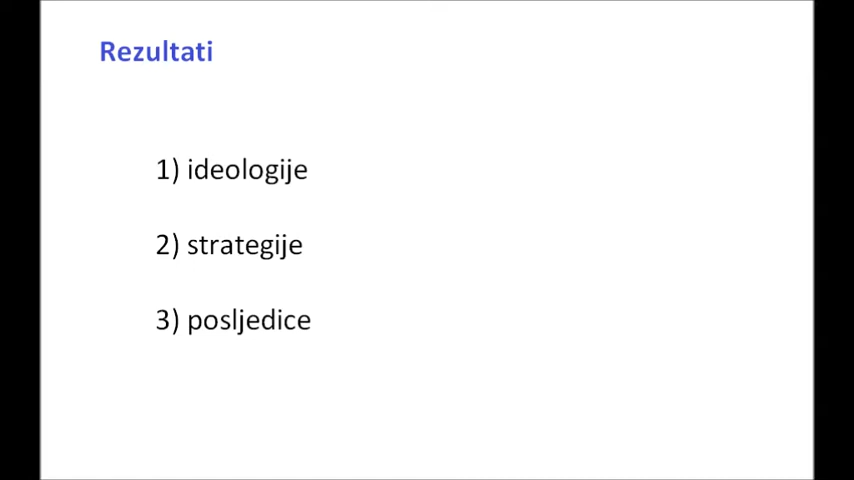 Rezultati
1) ideologije
2) strategije
3) posljedice